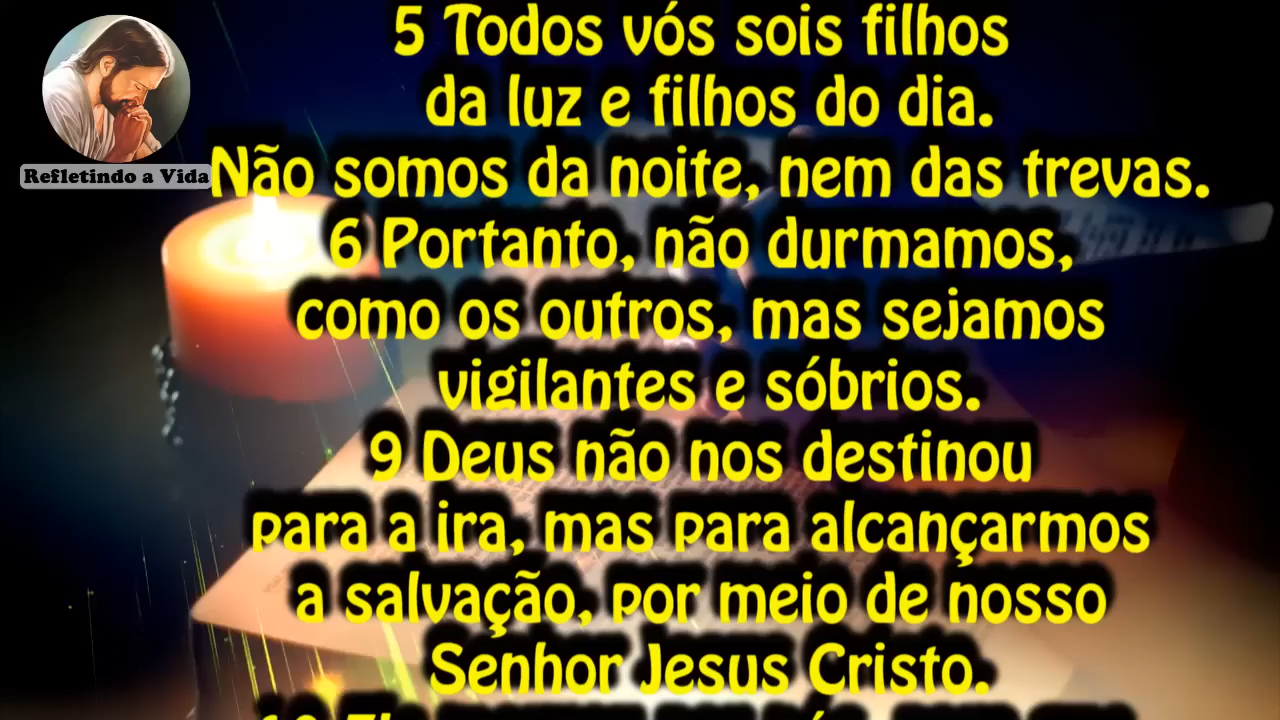 5 Todos vós sois filhos
da luz e filhos do dia.
Refletindo a Vida
Não somos da noite, nem das trevas.
6 Portanto, não durmamos,
como os outros, mas sejamos
vigilantes e sóbrios.
9 Deus não nos destinou
para a ira, mas para alcançarmos
a salvação, por meio de nosso
Senhor Jesus Cristo.